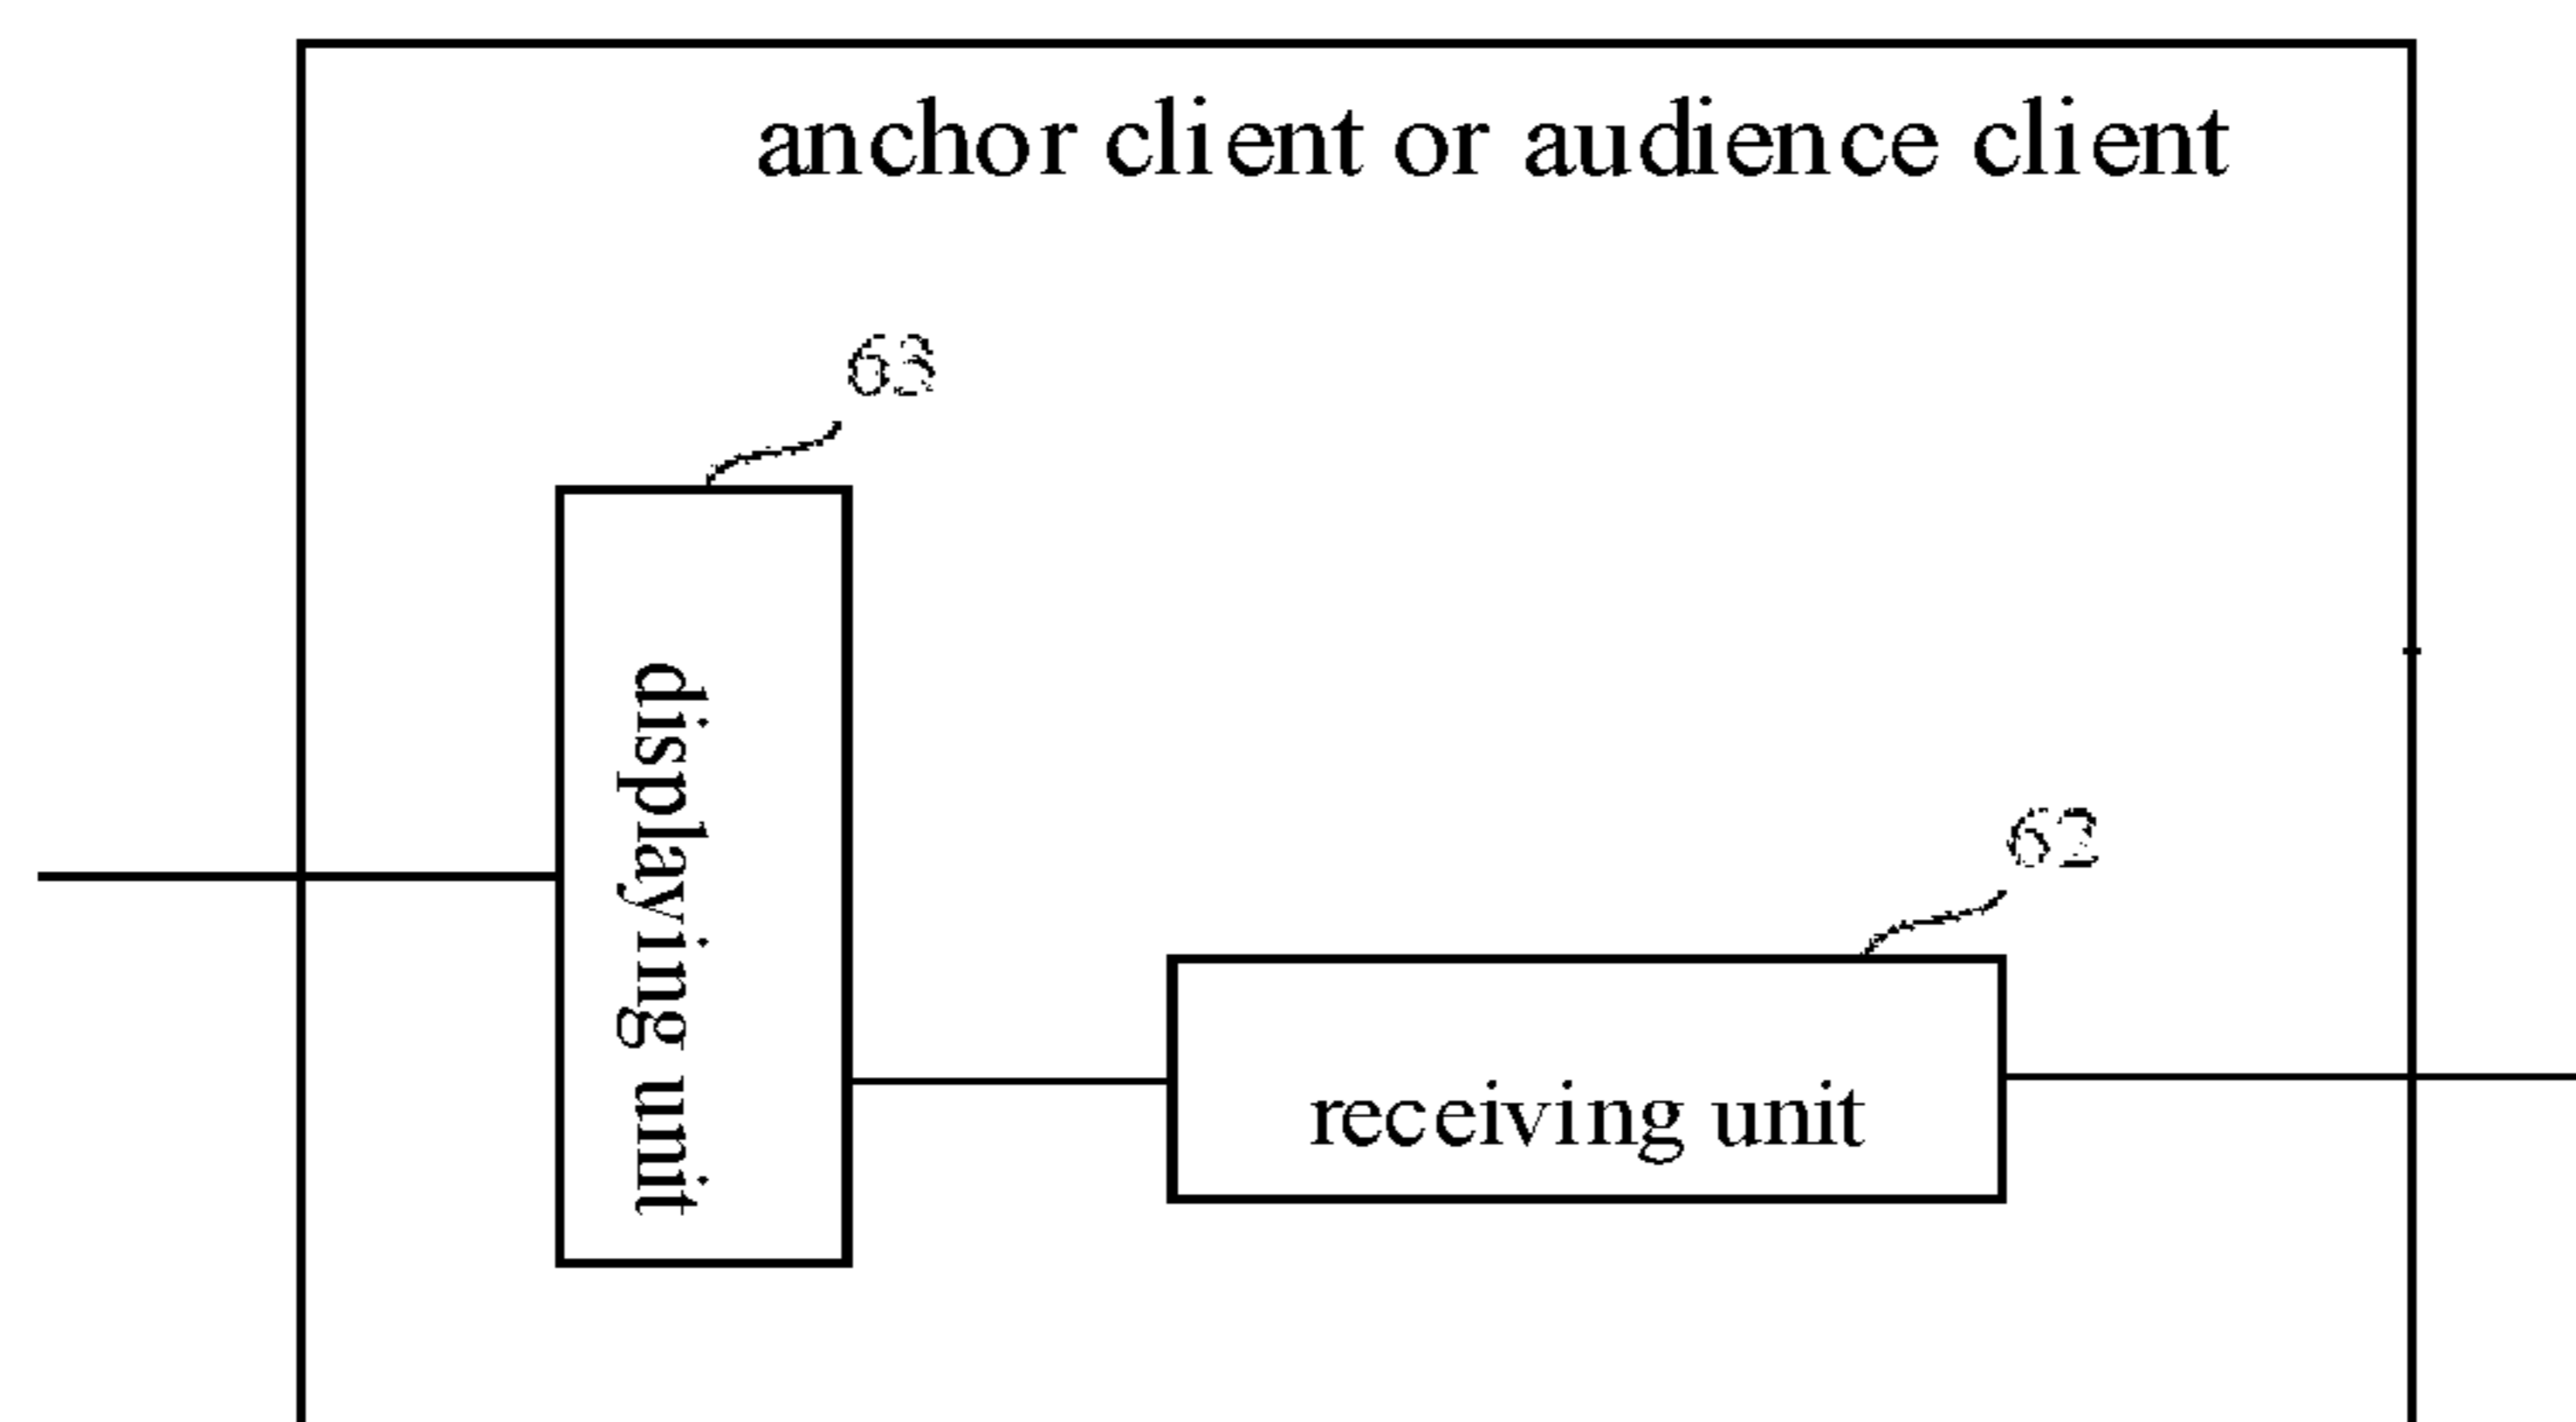 anchor client or audience client
63
displaying unit
62
receiving unit